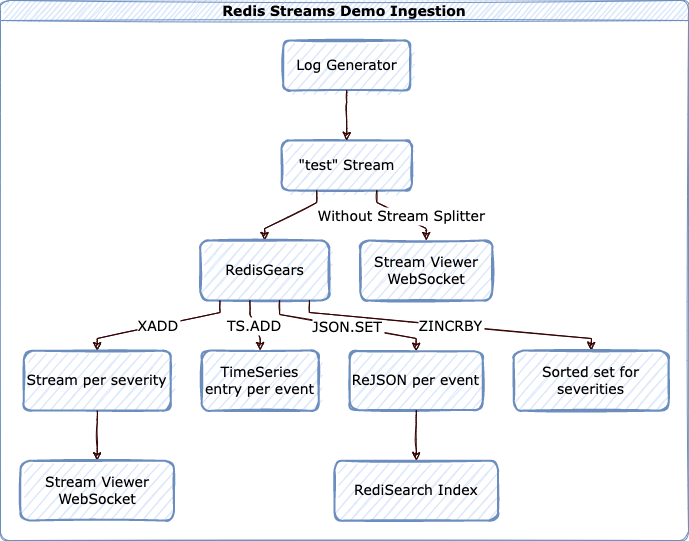 Redis Streams Demo Ingestion
Log Generator
"test" Stream
Without Stream Splitter
RedisGears
Stream Viewer
WebSocket
XADD
TS.ADD
JSON.SET
ZINCRBY
Stream per severity
TimeSeries
entry per event
ReJSON per event
Sorted set for
severities
Stream Viewer
WebSocket
RediSearch Index